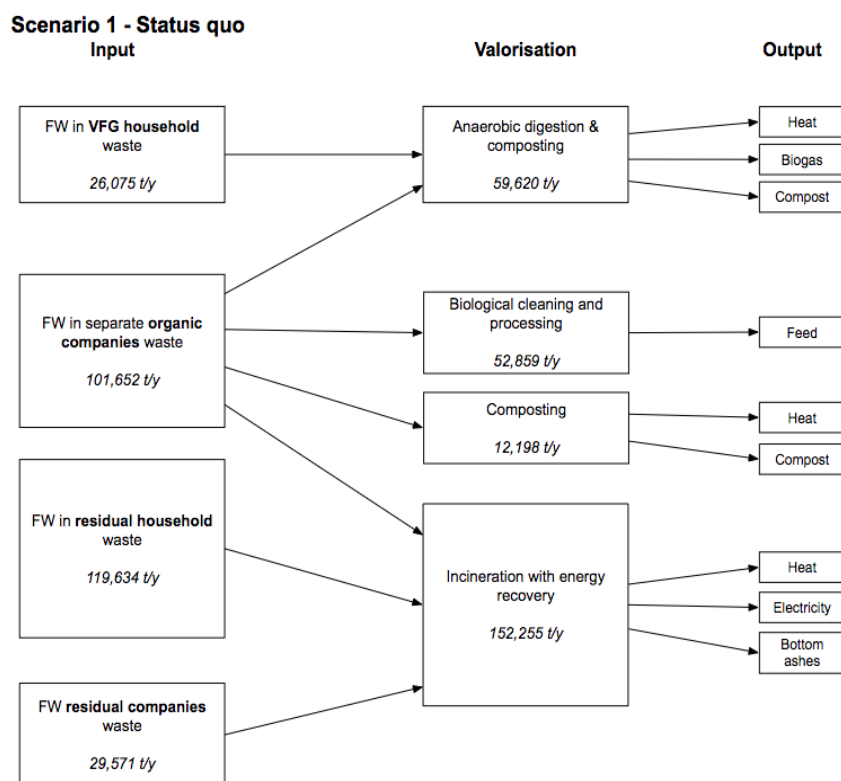 Scenario 1 - Status quo
Input
Valorisation
Output
FW in VFG household
waste
26,075 t/y
Anaerobic digestion &
composting
59,620 t/y
Heat
Biogas
Compost
FW in separate organic
companies waste
101,652 t/y
Biological cleaning and
processing
52,859 t/y
Feed
Composting
12,198 t/y
Heat
Compost
FW in residual household
waste
119,634 t/y
Incineration with energy
recovery
152,255 t/y
Heat
Electricity
Bottom
ashes
FW residual companies
waste
29,571 t/y